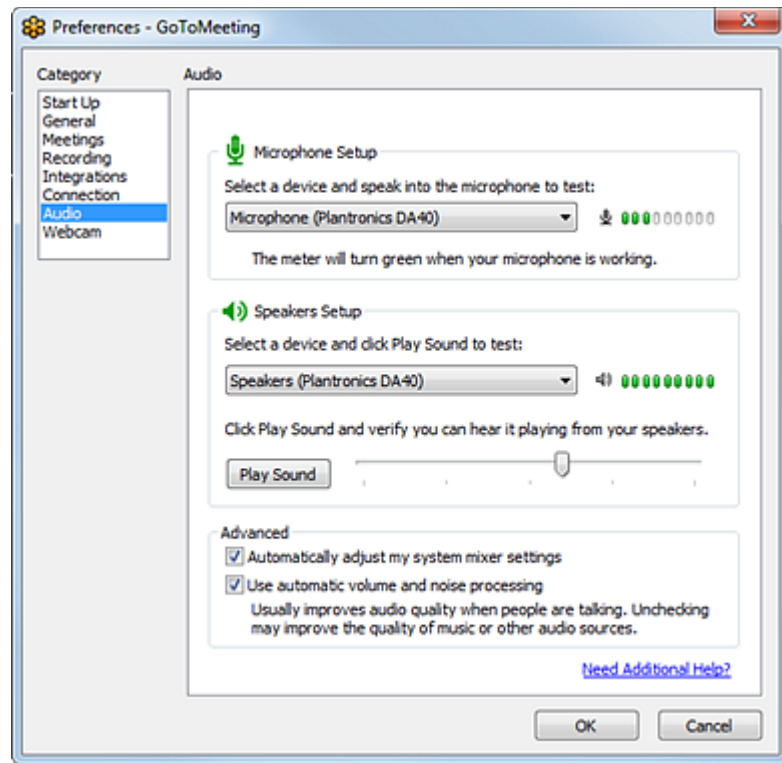 Preferences - GoToMeeting
Category
Start Up
General
Meetings
Recording
Integrations
Connection
Audio
Webcam
Audio
Microphone Setup
Select a device and speak into the microphone to test:
Microphone (Plantronics DA40)
The meter will turn green when your microphone is working.
Speakers Setup
Select a device and click Play Sound to test:
Speakers (Plantronics DA40)
Click Play Sound and verify you can hear it playing from your speakers.
Play Sound
Advanced
Automatically adjust my system mixer settings
Use automatic volume and noise processing
Usually improves audio quality when people are talking. Unchecking
may improve the quality of music or other audio sources.
Need Additional Help?
OK
Cancel